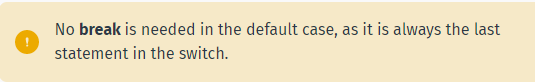 No break is needed in the default case, as it is always the last
statement in the switch.